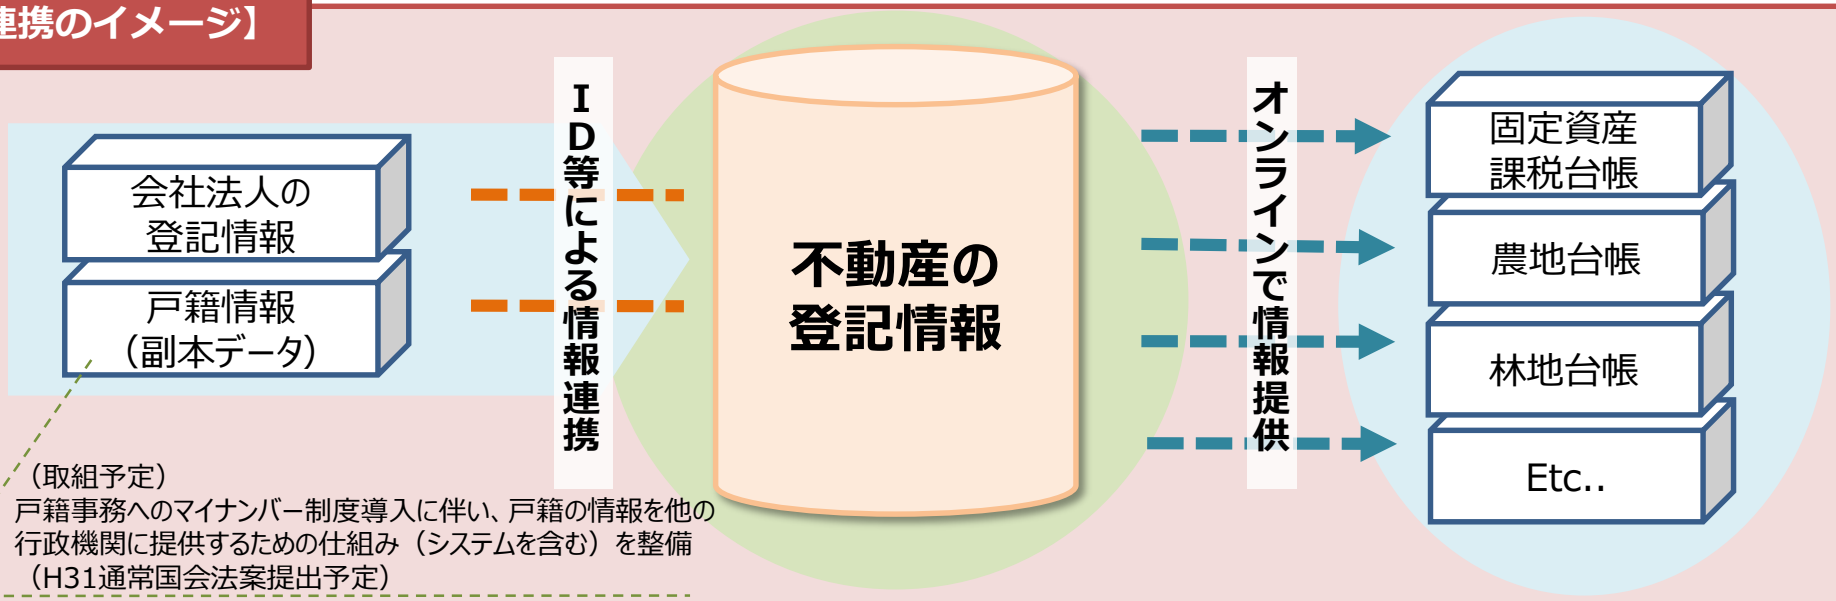 連携のイメージ】
会社法人の
登記情報
戸籍情報
（副本データ）
ＩＤ等による情報連携
不動産の
登記情報
オンラインで情報提供
固定資産
課税台帳
農地台帳
林地台帳
Etc..
（取組予定）
戸籍事務へのマイナンバー制度導入に伴い、戸籍の情報を他の
行政機関に提供するための仕組み（システムを含む）を整備
（H31通常国会法案提出予定）